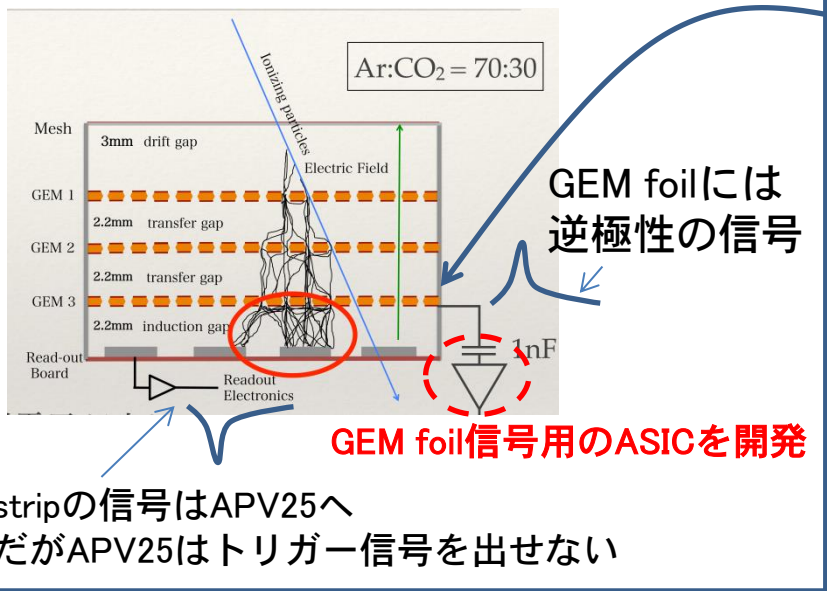 Ar:CO₂ = 70:30
Ionizing particles
Mesh
3mm drift gap
Electric Field
GEM 1
2.2mm transfer gap
GEM 2
2.2mm transfer gap
GEM 3
2.2mm induction gap
Read-out
Board
Readout
Electronics
1nF
GEM foilには
逆極性の信号
GEM foil信号用のASICを開発
stripの信号はAPV25へ
だがAPV25はトリガー信号を出せない